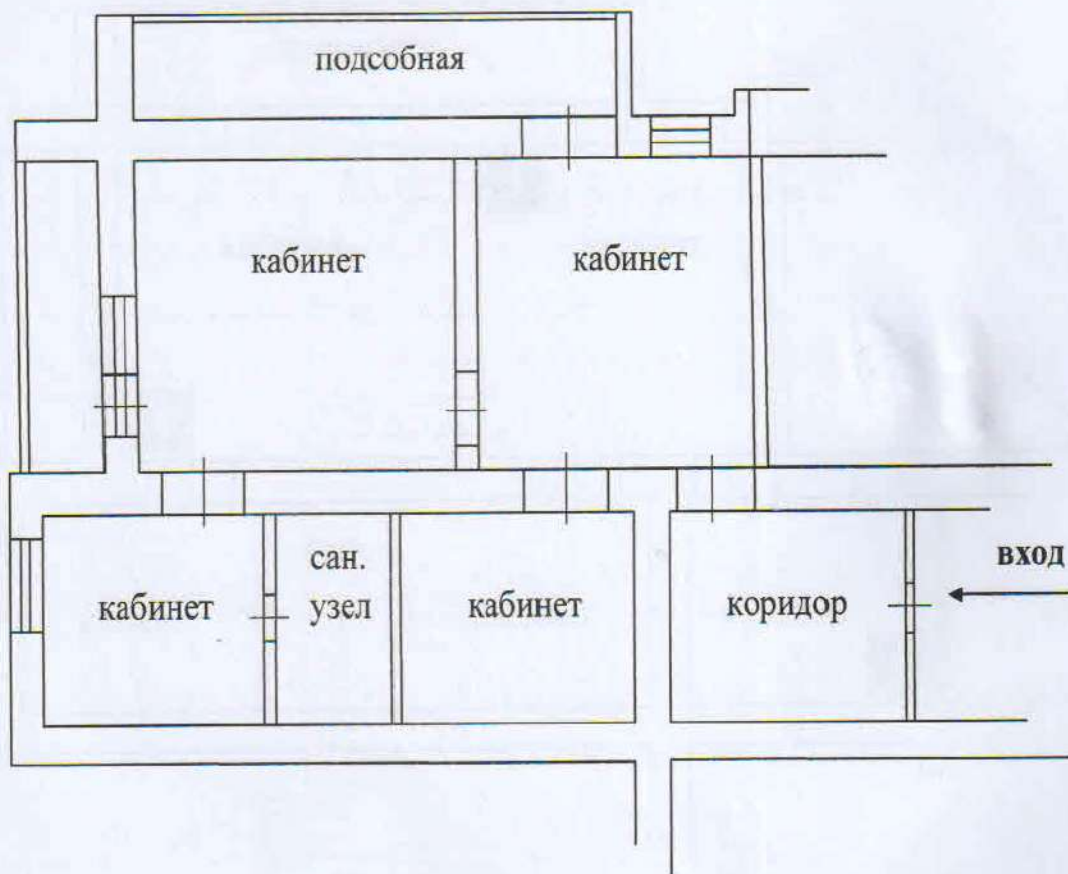 подсобная
кабинет
кабинет
вход
сан.
узел
кабинет
кабинет
коридор